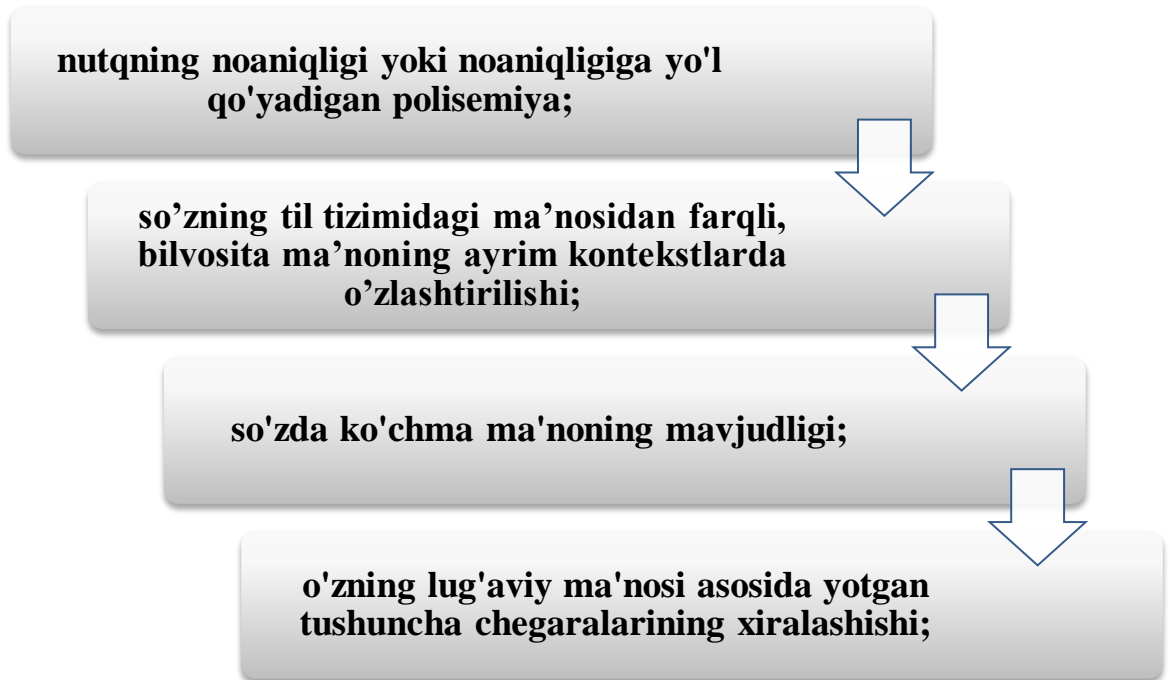 nutqning noaniqligi yoki noaniqligiga yo'l
qo'yadigan polisemiya;
so’zning til tizimidagi ma’nosidan farqli,
bilvosita ma’noning ayrim kontekstlarda
o’zlashtirilishi;
so'zda ko'chma ma'noning mavjudligi;
o'zning lug'aviy ma'nosi asosida yotgan
tushuncha chegaralarining xiralashishi;